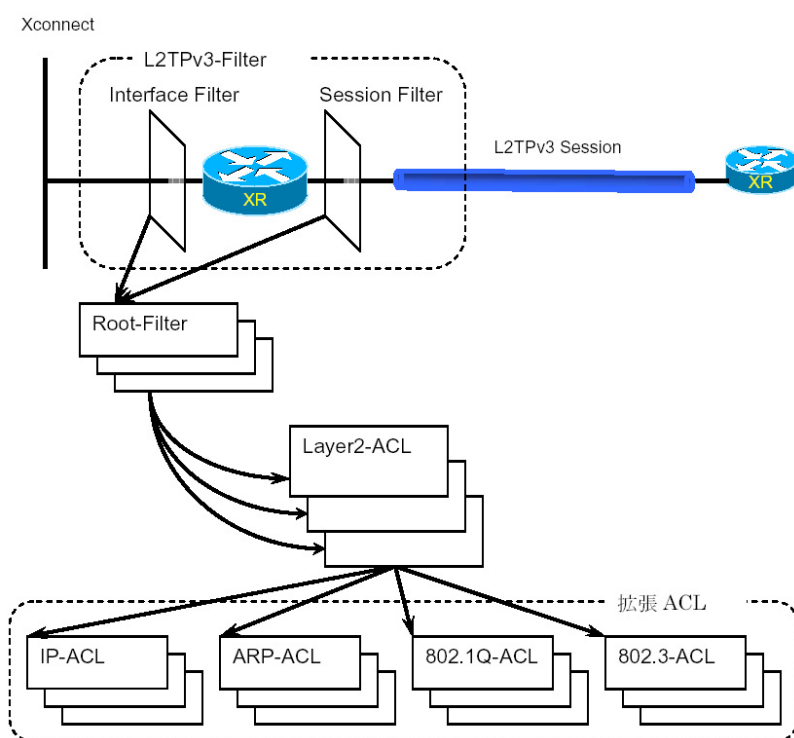 Xconnect
L2TPv3-Filter
Interface Filter
Session Filter
L2TPv3 Session
XR
XR
Root-Filter
Layer2-ACL
拡張 ACL
IP-ACL
ARP-ACL
802.1Q-ACL
802.3-ACL